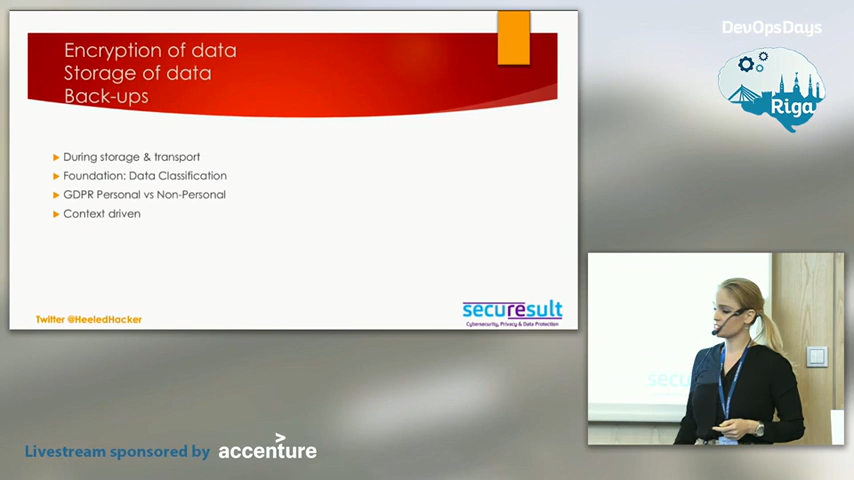 Encryption of data
Storage of data
Back-ups
During storage & transport
Foundation: Data Classification
GDPR Personal vs Non-Personal
Context driven
Twitter @HeeledHacker
securesult
Cybersecurity, Privacy & Data Protection
DevOpsDays
Riga
secu
Livestream sponsored by accenture